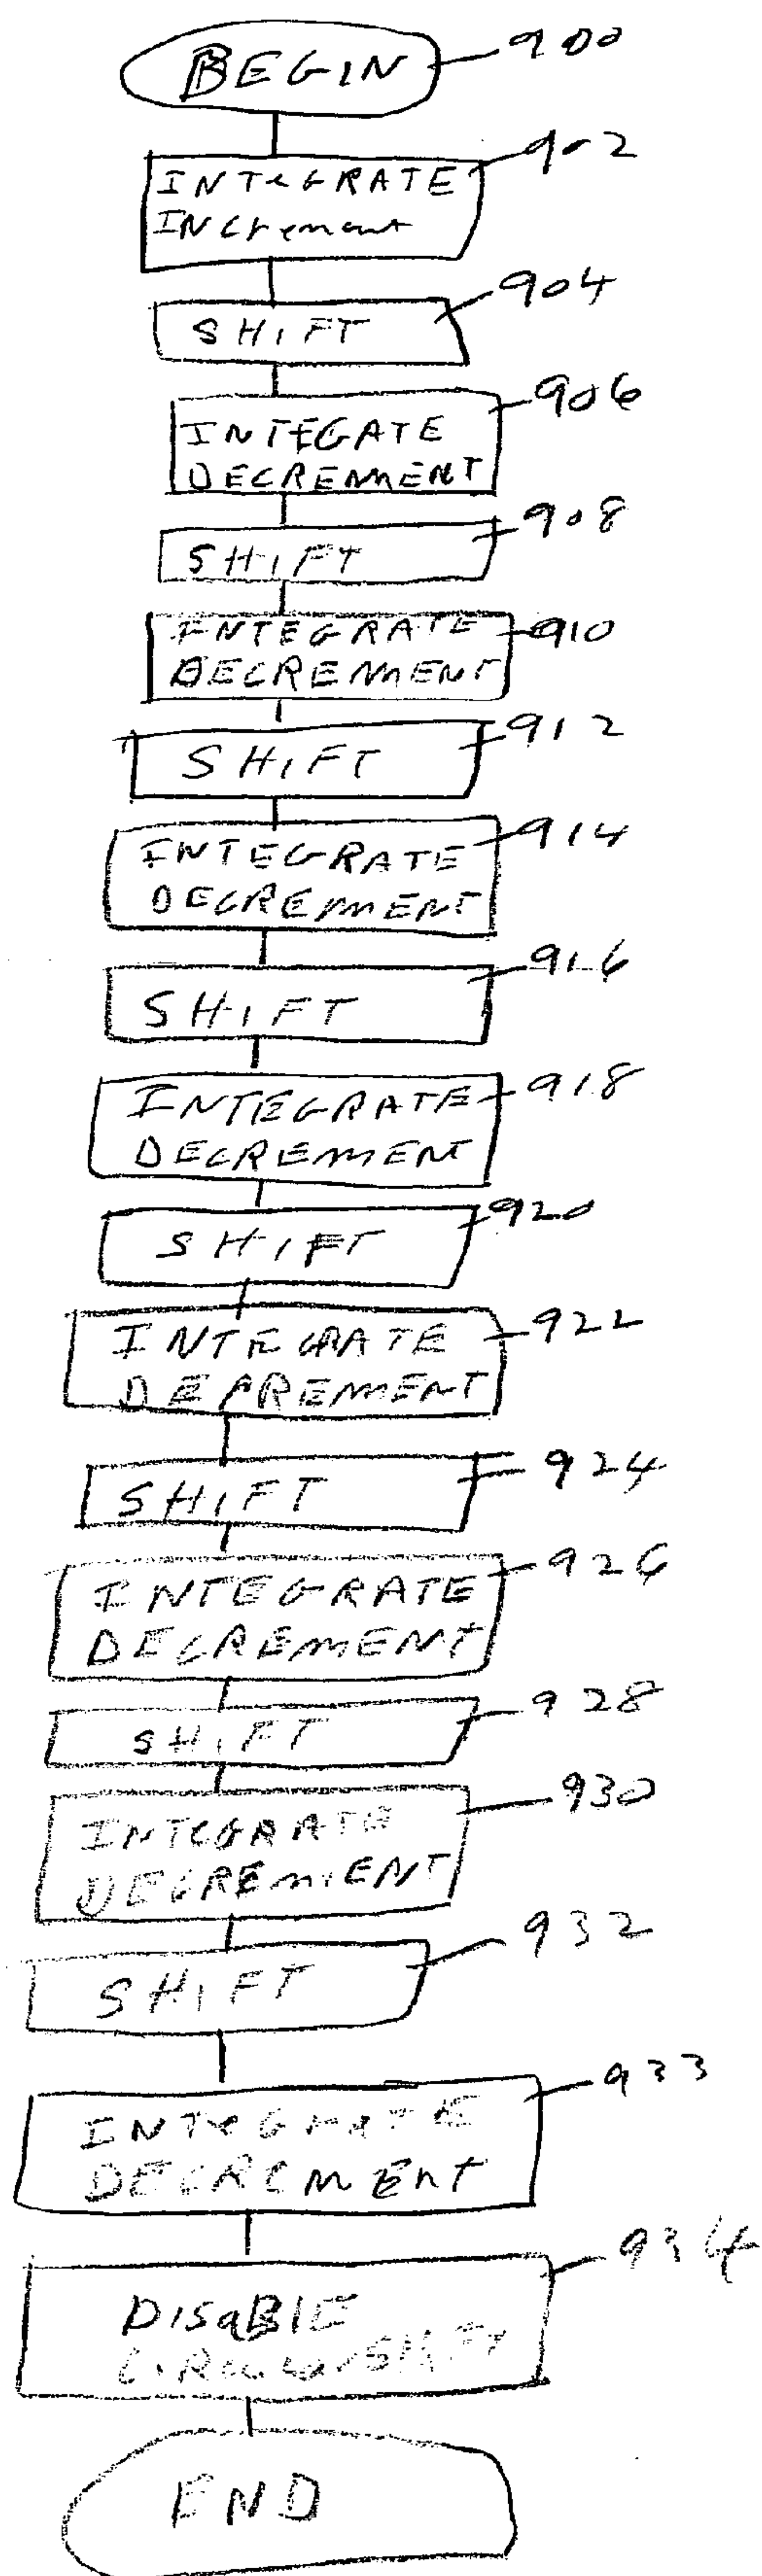 BEGIN 900
902
INTeGRATE
INCrement
904
SHIFT
906
INTEGATE
DECREMENT
908
SHIFT
INTEGRATE 910
DECREMENT
912
SHIFT
914
INTEGRATE
DECREMENT
916
SHIFT
918
INTEGRATE
DECREMENT
920
SHIFT
INTEGRATE 922
DECREMENT
924
SHIFT
926
INTEGRATE
DECREMENT
928
SHIFT
930
INTEGRATE
DECREMENT
932
SHIFT
933
INTeGraTE
DECREMEnt
934
DISaBlE
SHIFT
END